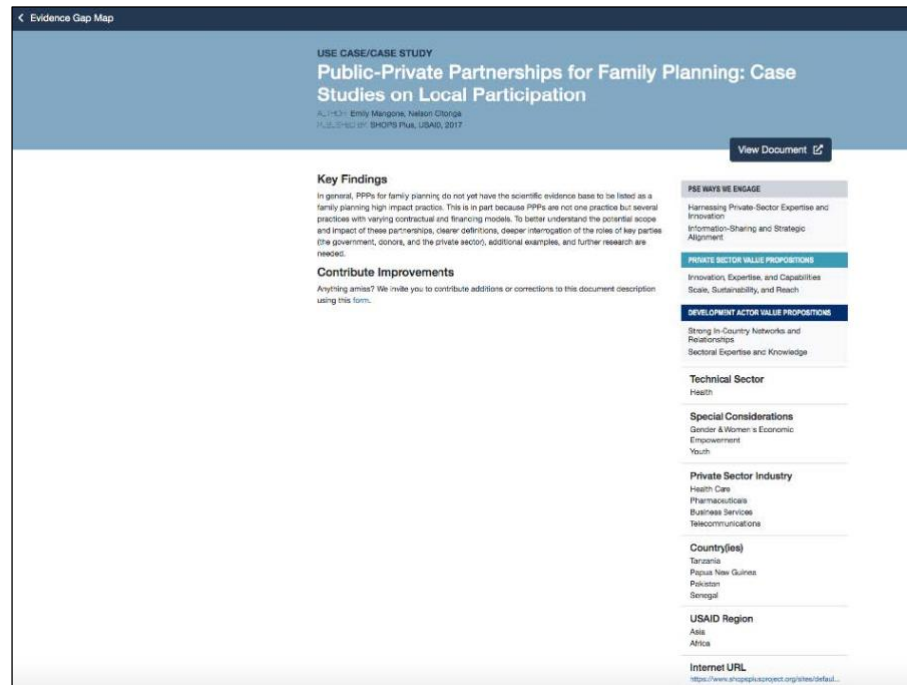 Evidence Gap Map
USE CASE/CASE STUDY
Public-Private Partnerships for Family Planning: Case
Studies on Local Participation
AUTHOR: Emily Mangone, Nelson Gitonga
PUBLISHED BY: SHOPS Plus, USAID, 2017
View Document
Key Findings
In general, PPPs for family planning do not yet have the scientific evidence base to be listed as a
family planning high impact practice. This is in part because PPPs are not one practice but several
practices with varying contractual and financing models. To better understand the potential scope
and impact of these partnerships, clearer definitions, deeper interrogation of the roles of key parties
(the government, donors, and the private sector), additional examples, and further research are
needed.
Contribute Improvements
Anything amiss? We invite you to contribute additions or corrections to this document description
using this form.
PSE WAYS WE ENGAGE
Harnessing Private-Sector Expertise and
Innovation
Information-Sharing and Strategic
Alignment
PRIVATE SECTOR VALUE PROPOSITIONS
Innovation, Expertise, and Capabilities
Scale, Sustainability, and Reach
DEVELOPMENT ACTOR VALUE PROPOSITIONS
Strong In-Country Networks and
Relationships
Sectoral Expertise and Knowledge
Technical Sector
Health
Special Considerations
Gender & Women's Economic
Empowerment
Youth
Private Sector Industry
Health Care
Pharmaceuticals
Business Services
Telecommunications
Country(ies)
Tanzania
Papua New Guinea
Pakistan
Senegal
USAID Region
Asia
Africa
Internet URL
https://www.shopsplusproject.org/sites/defaul...